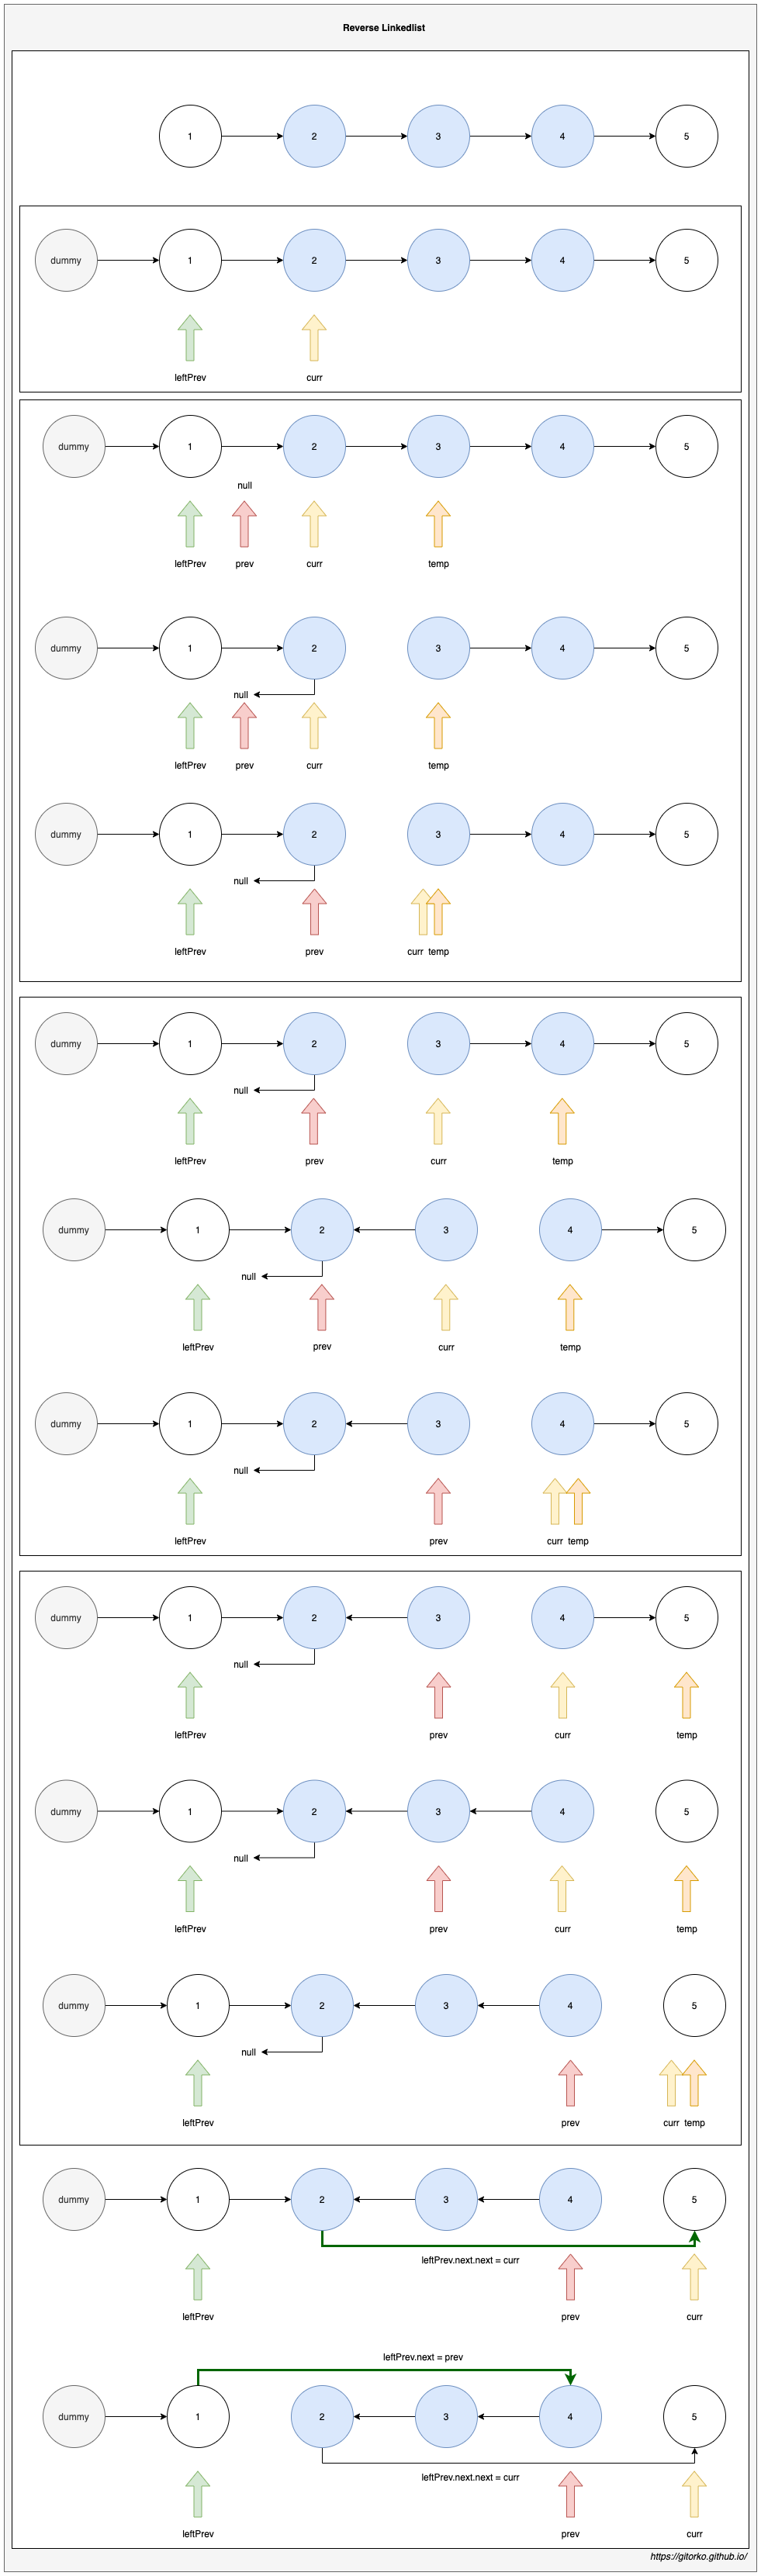 Reverse Linkedlist
1 2 3 4 5
dummy 1 2 3 4 5
leftPrev curr
dummy 1 2 3 4 5
null
leftPrev prev curr temp
dummy 1 2 3 4 5
null
leftPrev prev curr temp
dummy 1 2 3 4 5
null
leftPrev prev curr temp
dummy 1 2 3 4 5
null
leftPrev prev curr temp
dummy 1 2 3 4 5
null
leftPrev prev curr temp
dummy 1 2 3 4 5
null
leftPrev prev curr temp
dummy 1 2 3 4 5
null
leftPrev prev curr temp
dummy 1 2 3 4 5
null
leftPrev prev curr temp
dummy 1 2 3 4 5
null
leftPrev prev curr temp
dummy 1 2 3 4 5
leftPrev.next.next = curr
leftPrev prev curr
leftPrev.next = prev
dummy 1 2 3 4 5
leftPrev.next.next = curr
leftPrev prev curr
https://gitorko.github.io/